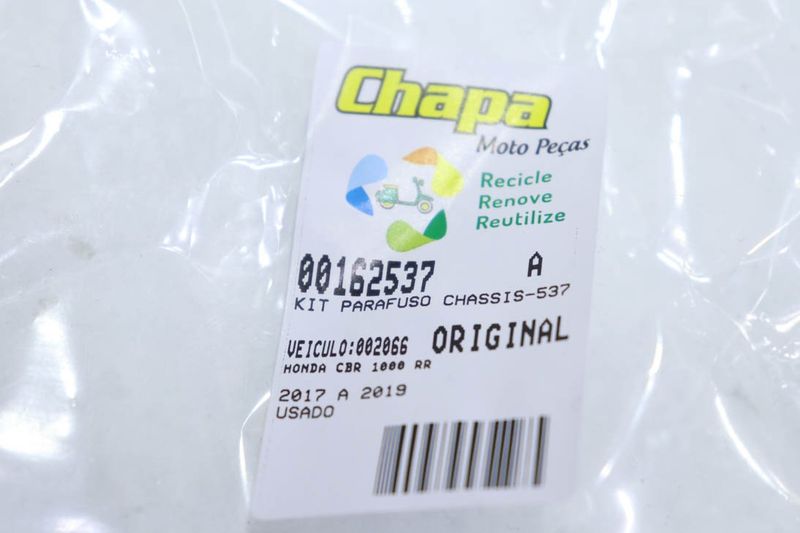 Chapa
Moto Peças
Recicle
Renove
Reutilize
00162537 A
KIT PARAFUSO CHASSIS-537
VEICULO:002066 ORIGINAL
HONDA CBR 1000 RR
2017 A 2019
USADO